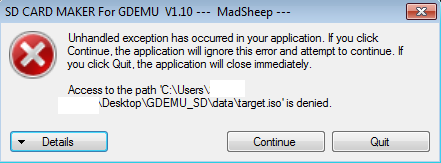 SD CARD MAKER For GDEMU  V1.10 ---  MadSheep ---
Unhandled exception has occurred in your application. If you click
Continue, the application will ignore this error and attempt to continue. If
you click Quit, the application will close immediately.
Access to the path 'C:\Users\
\Desktop\GDEMU_SD\data\target.iso' is denied.
Details
Continue
Quit